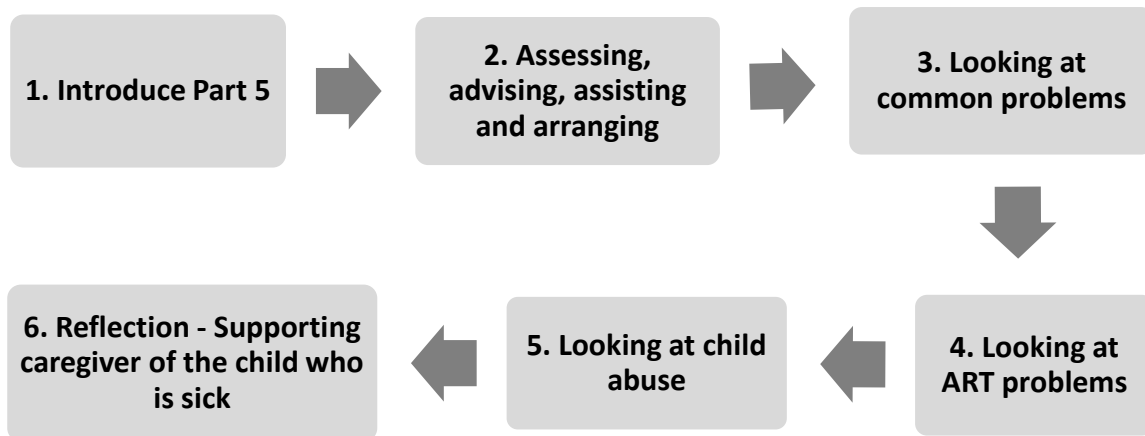 1. Introduce Part 5
2. Assessing,
advising, assisting
and arranging
3. Looking at
common problems
4. Looking at
ART problems
5. Looking at child
abuse
6. Reflection - Supporting
caregiver of the child who
is sick